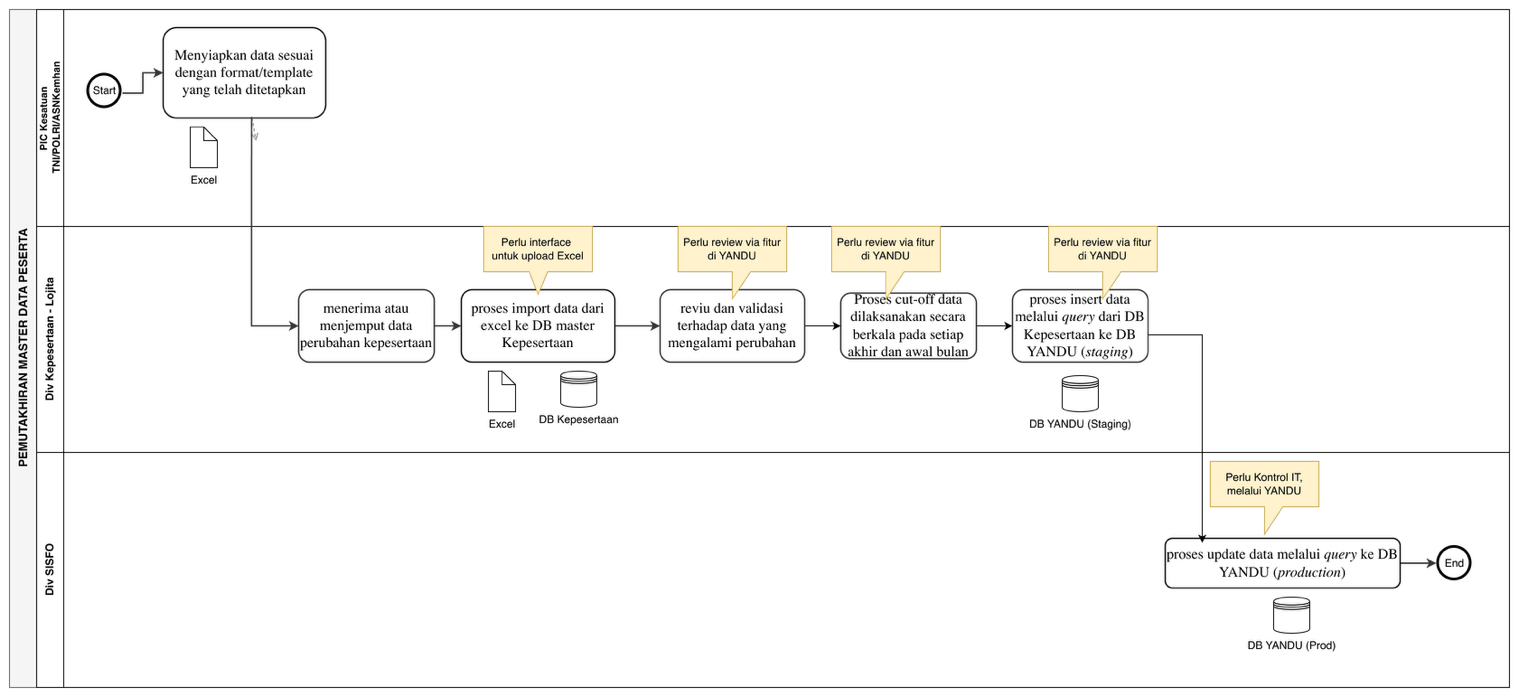 PEMUTAKHIRAN MASTER DATA PESERTA
PIC Kesatuan
TNI/POLRI/ASNKemhan
Start
Menyiapkan data sesuai
dengan format/template
yang telah ditetapkan
Excel
Div Kepesertaan - Lojita
menerima atau
menjemput data
perubahan kepesertaan
Perlu interface
untuk upload Excel
proses import data dari
excel ke DB master
Kepesertaan
Excel
DB Kepesertaan
Perlu review via fitur
di YANDU
reviu dan validasi
terhadap data yang
mengalami perubahan
Perlu review via fitur
di YANDU
Proses cut-off data
dilaksanakan secara
berkala pada setiap
akhir dan awal bulan
Perlu review via fitur
di YANDU
proses insert data
melalui query dari DB
Kepesertaan ke DB
YANDU (staging)
DB YANDU (Staging)
Div SISFO
Perlu Kontrol IT,
melalui YANDU
proses update data melalui query ke DB
YANDU (production)
DB YANDU (Prod)
End